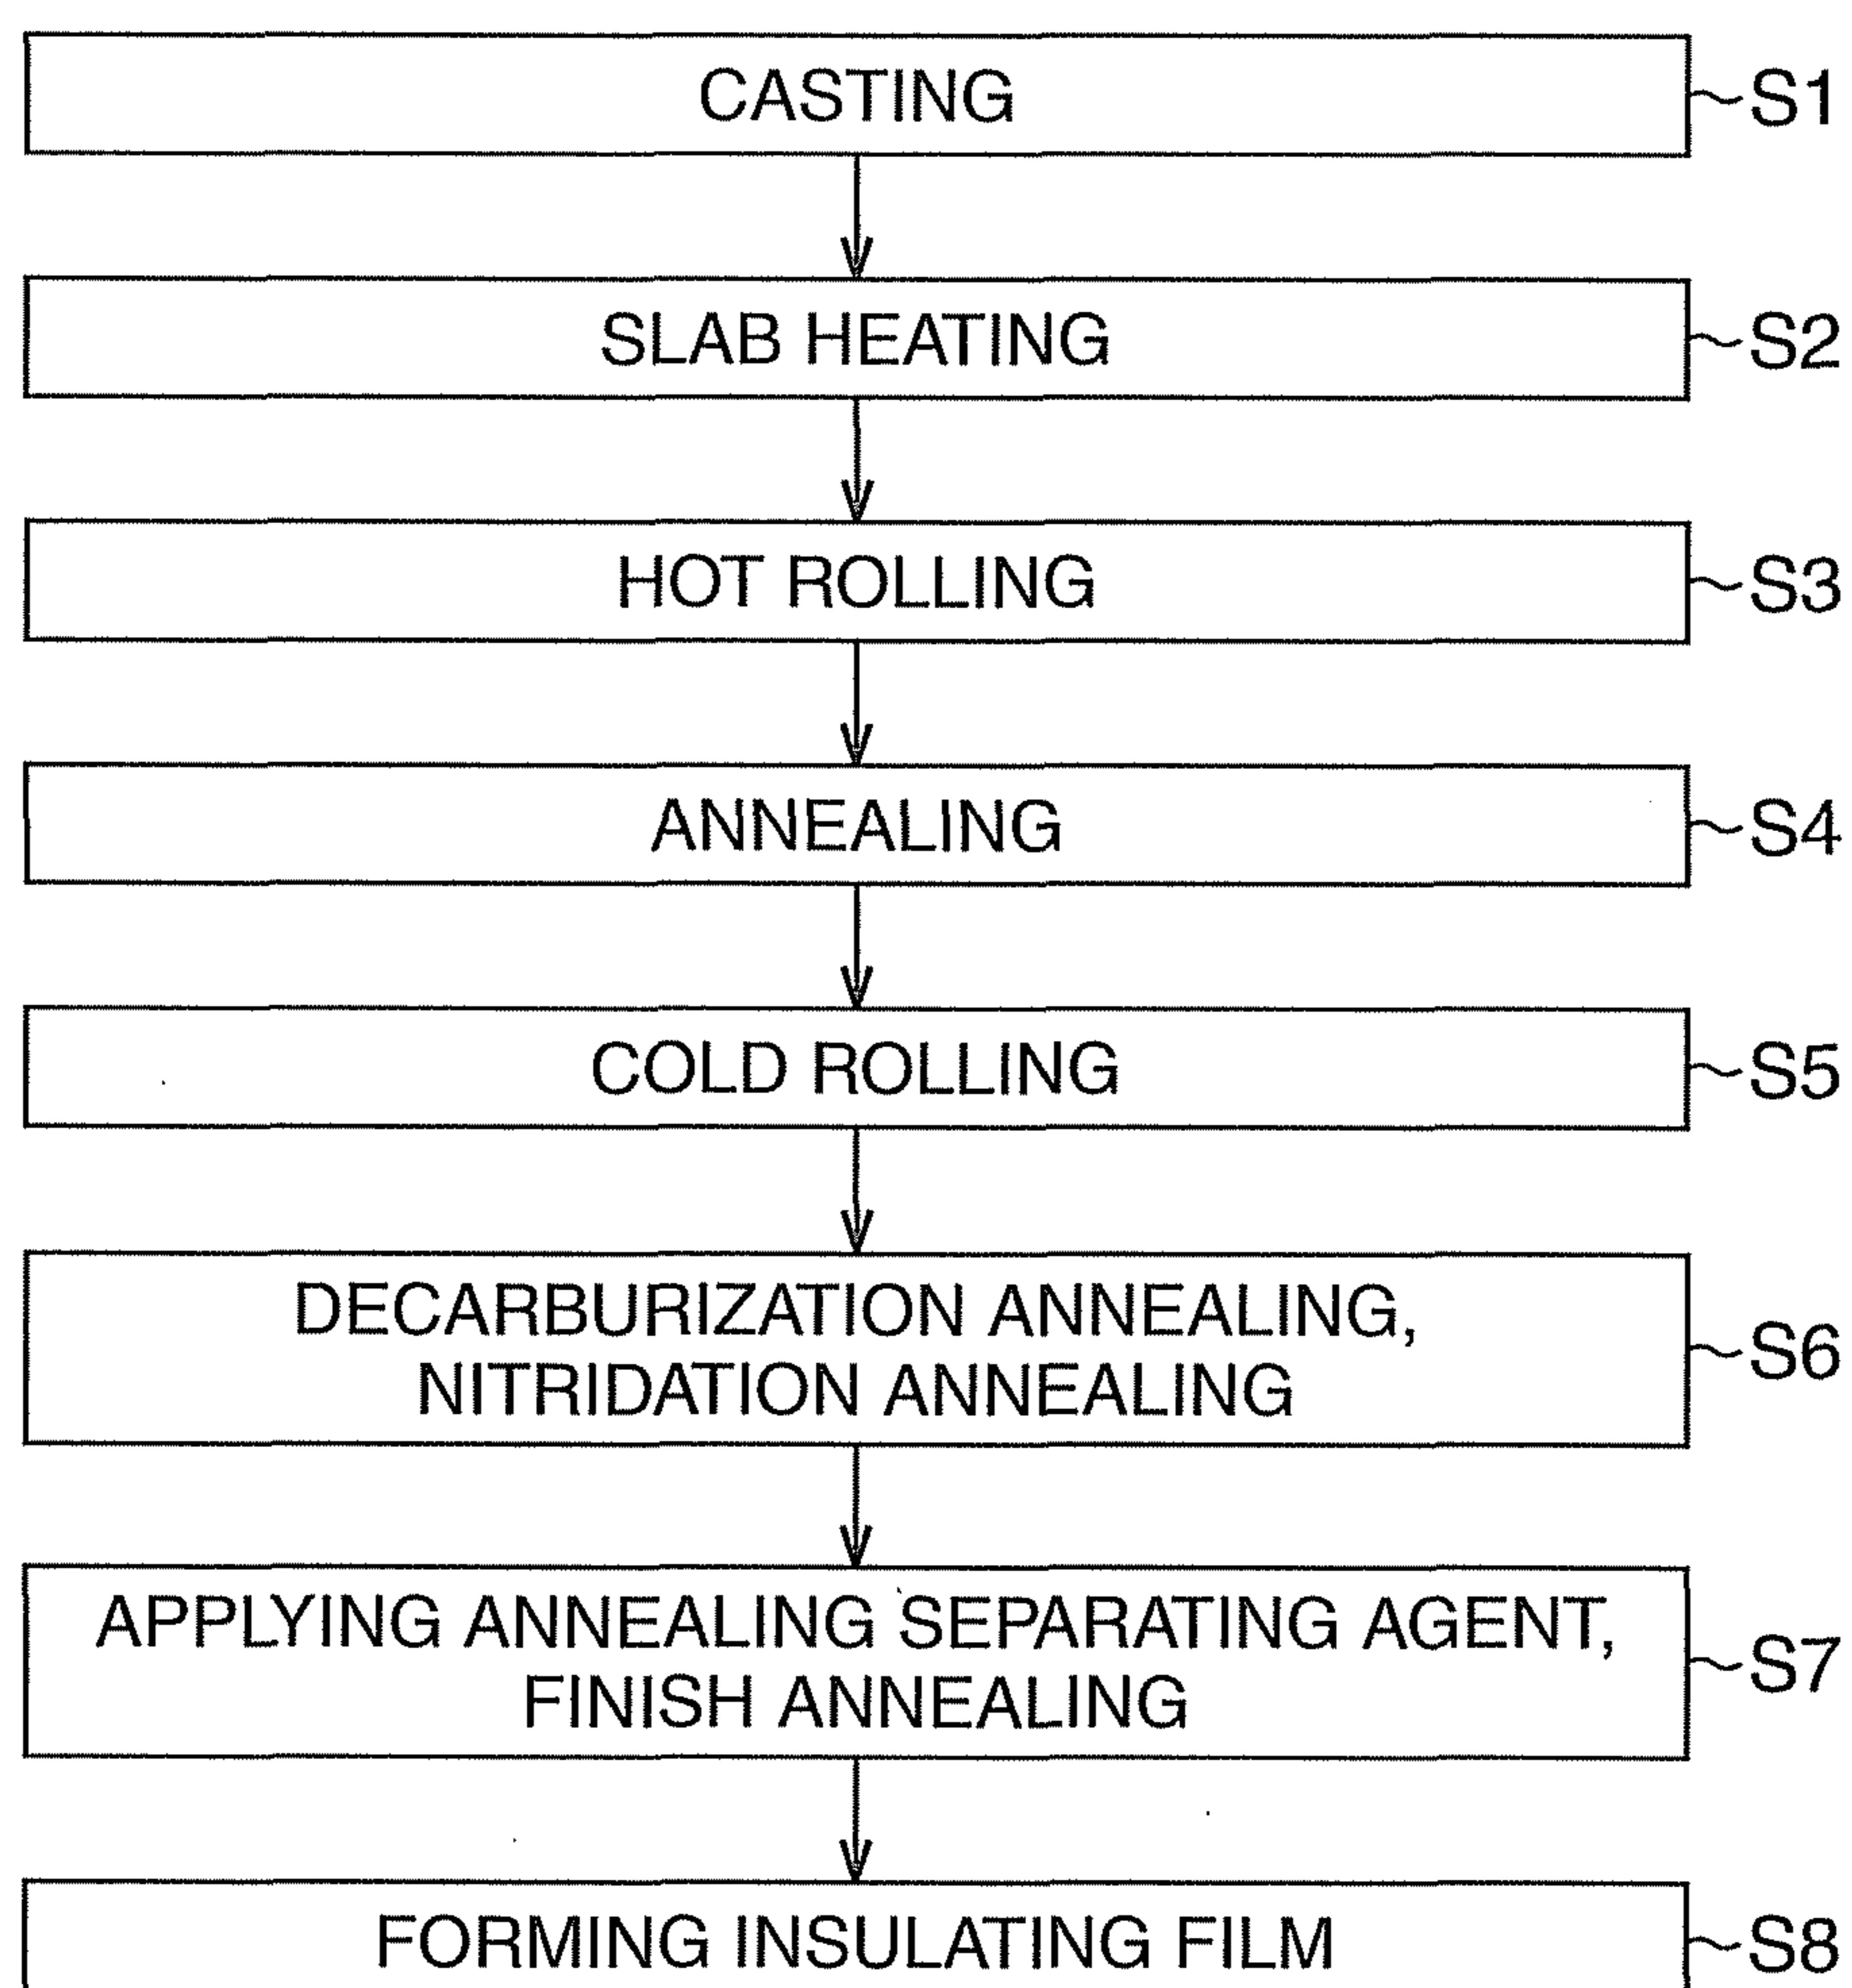 CASTING
S1
SLAB HEATING
S2
HOT ROLLING
S3
ANNEALING
S4
COLD ROLLING
S5
DECARBURIZATION ANNEALING,
NITRIDATION ANNEALING
S6
APPLYING ANNEALING SEPARATING AGENT,
FINISH ANNEALING
S7
FORMING INSULATING FILM
S8